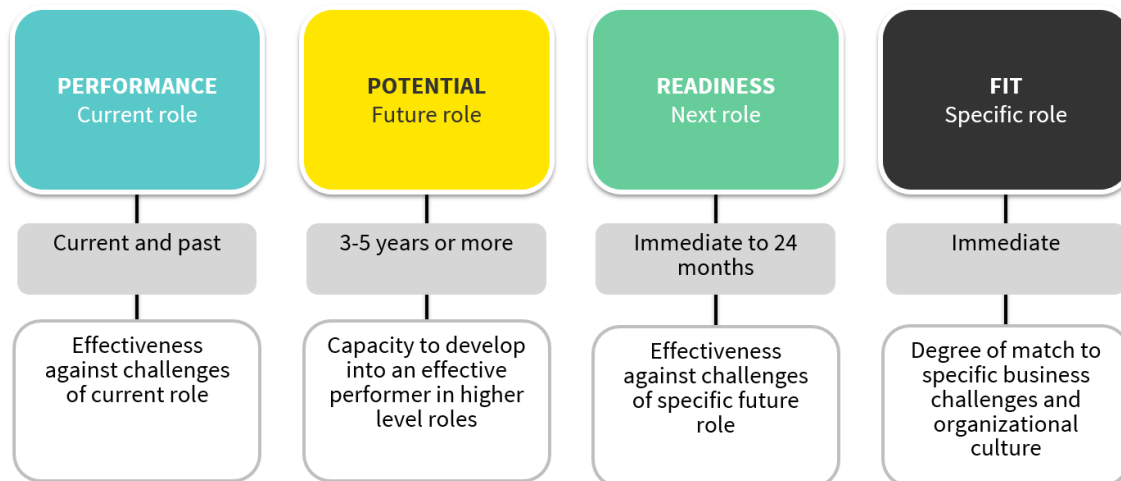 PERFORMANCE
Current role
Current and past
Effectiveness
against challenges
of current role
POTENTIAL
Future role
3-5 years or more
Capacity to develop
into an effective
performer in higher
level roles
READINESS
Next role
Immediate to 24
months
Effectiveness
against challenges
of specific future
role
FIT
Specific role
Immediate
Degree of match to
specific business
challenges and
organizational
culture